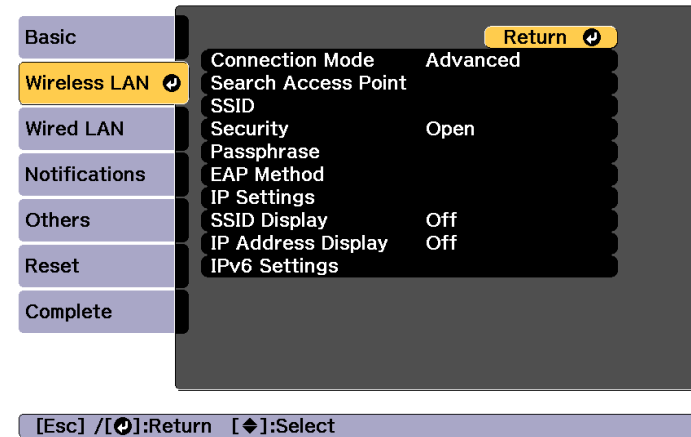 Basic
Wireless LAN
Wired LAN
Notifications
Others
Reset
Complete
Return
Connection Mode Advanced
Search Access Point
SSID
Security Open
Passphrase
EAP Method
IP Settings
SSID Display Off
IP Address Display Off
IPv6 Settings
[Esc] /[⏎]:Return [◆]:Select